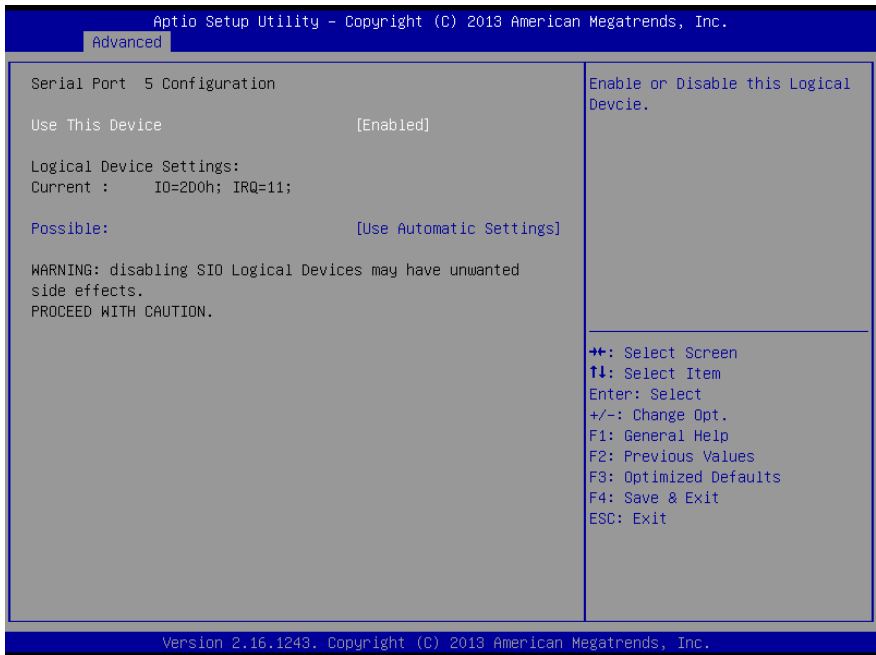 Aptio Setup Utility – Copyright (C) 2013 American Megatrends, Inc.
Advanced
Serial Port  5 Configuration
Use This Device [Enabled]
Logical Device Settings:
Current : IO=2D0h; IRQ=11;
Possible: [Use Automatic Settings]
WARNING: disabling SIO Logical Devices may have unwanted
side effects.
PROCEED WITH CAUTION.
Enable or Disable this Logical
Devcie.
→←: Select Screen
↑↓: Select Item
Enter: Select
+/-: Change Opt.
F1: General Help
F2: Previous Values
F3: Optimized Defaults
F4: Save & Exit
ESC: Exit
Version 2.16.1243. Copyright (C) 2013 American Megatrends, Inc.